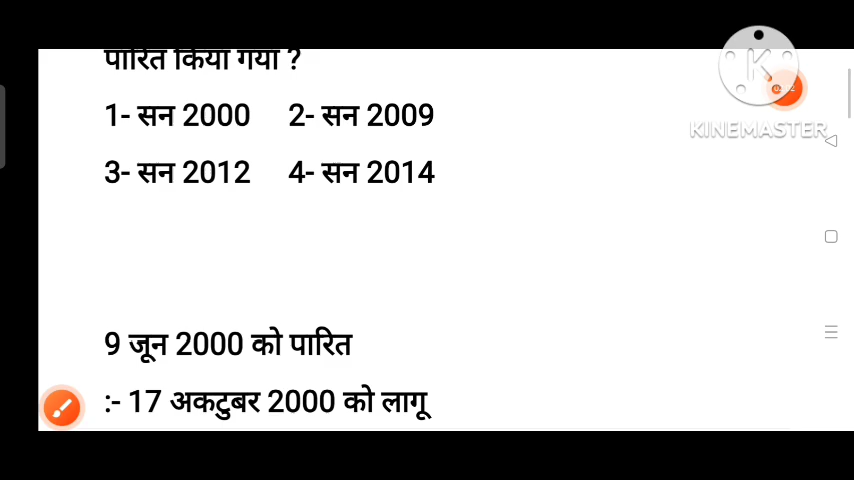 पारित किया गया ?
1- सन 2000 2- सन 2009
3- सन 2012 4- सन 2014
9 जून 2000 को पारित
:- 17 अकटुबर 2000 को लागू
KINEMASTER